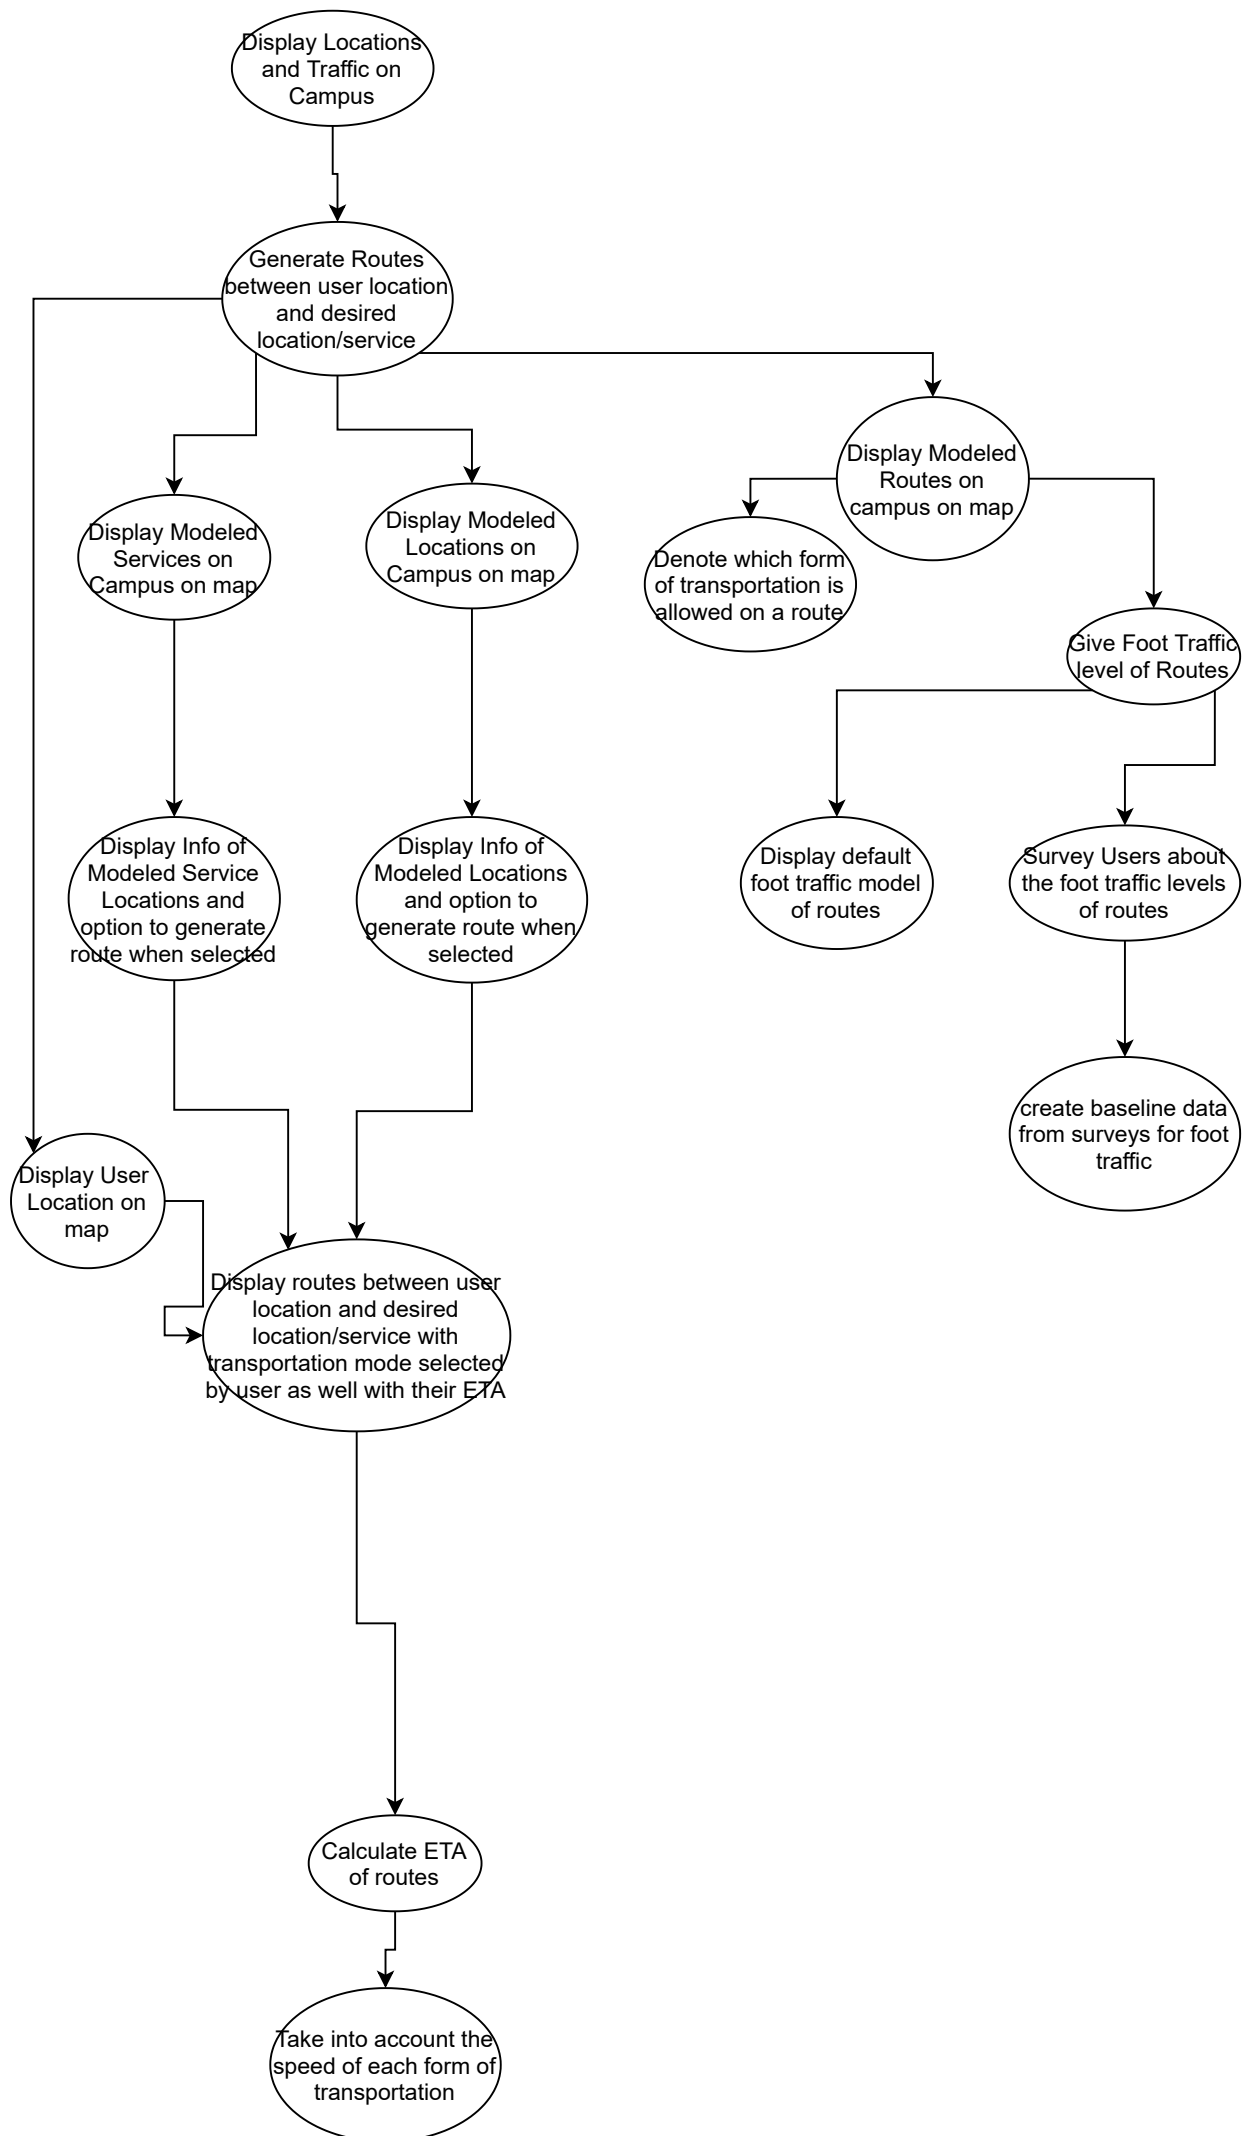 Display Locations
and Traffic on
Campus
Generate Routes
between user location
and desired
location/service
Display Modeled
Routes on
campus on map
Display Modeled
Services on
Campus on map
Display Modeled
Locations on
Campus on map
Denote which form
of transportation is
allowed on a route
Give Foot Traffic
level of Routes
Display Info of
Modeled Service
Locations and
option to generate
route when selected
Display Info of
Modeled Locations
and option to
generate route when
selected
Display default
foot traffic model
of routes
Survey Users about
the foot traffic levels
of routes
create baseline data
from surveys for foot
traffic
Display User
Location on
map
Display routes between user
location and desired
location/service with
transportation mode selected
by user as well with their ETA
Calculate ETA
of routes
Take into account the
speed of each form of
transportation